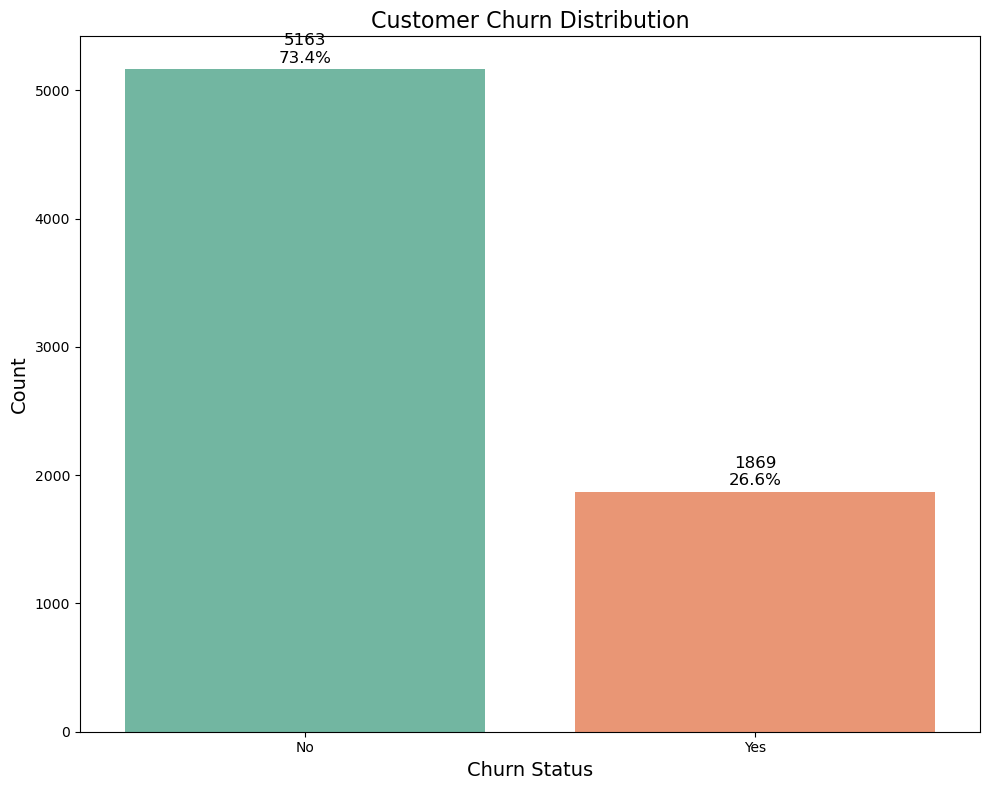 Customer Churn Distribution
5163
73.4%
5000
4000
3000
2000
1000
0
Count
1869
26.6%
No
Yes
Churn Status